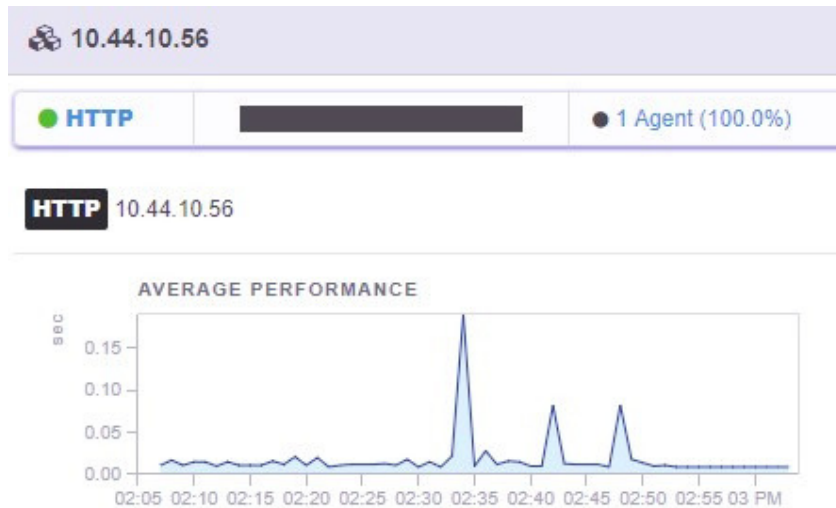 10.44.10.56
HTTP 1 Agent (100.0%)
HTTP 10.44.10.56
AVERAGE PERFORMANCE
sec
0.15
0.10
0.05
0.00
02:05 02:10 02:15 02:20 02:25 02:30 02:35 02:40 02:45 02:50 02:55 03 PM